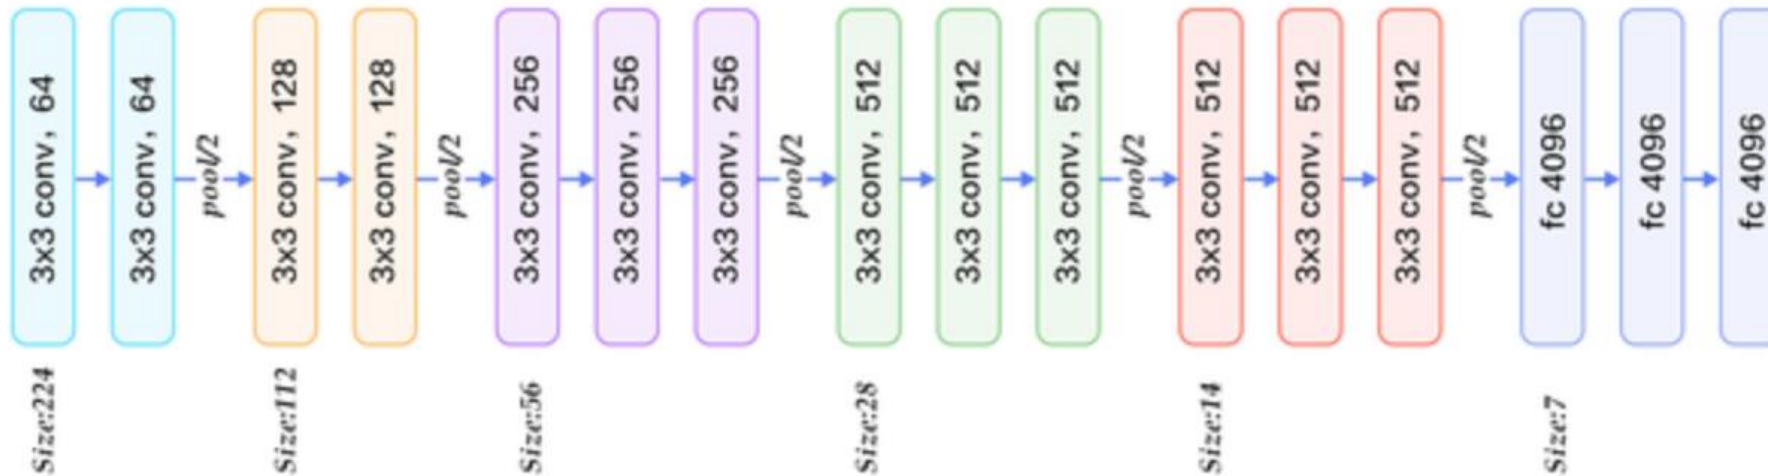 3x3 conv, 64
3x3 conv, 64
pool/2
3x3 conv, 128
3x3 conv, 128
pool/2
3x3 conv, 256
3x3 conv, 256
3x3 conv, 256
pool/2
3x3 conv, 512
3x3 conv, 512
3x3 conv, 512
pool/2
3x3 conv, 512
3x3 conv, 512
3x3 conv, 512
pool/2
fc 4096
fc 4096
fc 4096
Size:224
Size:112
Size:56
Size:28
Size:14
Size:7